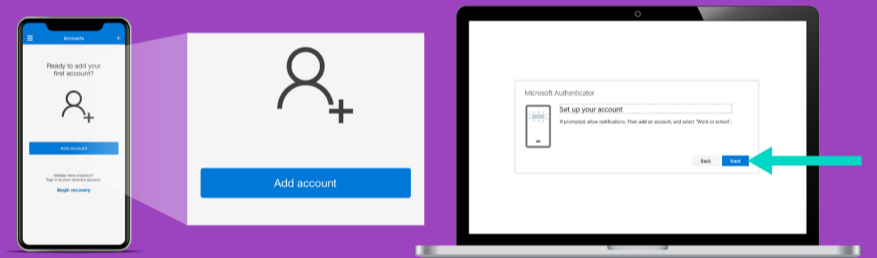 Accounts
+
Ready to add your
first account?
Add account
Already have a backup?
Sign in to your recovery account.
Begin recovery
Add account
Microsoft Authenticator
Set up your account
If prompted, allow notifications. Then add an account, and select "Work or school".
Back
Next